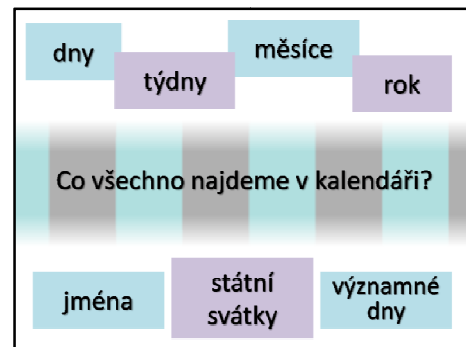 dny
týdny
měsíce
rok
Co všechno najdeme v kalendáři?
jména
státní
svátky
významné
dny